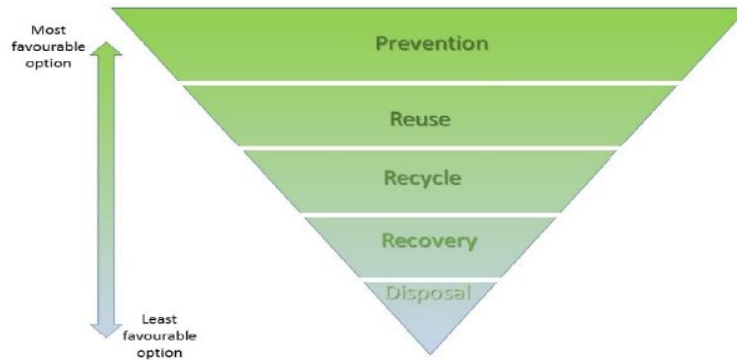 Most
favourable
option
Prevention
Reuse
Recycle
Recovery
Disposal
Least
favourable
option